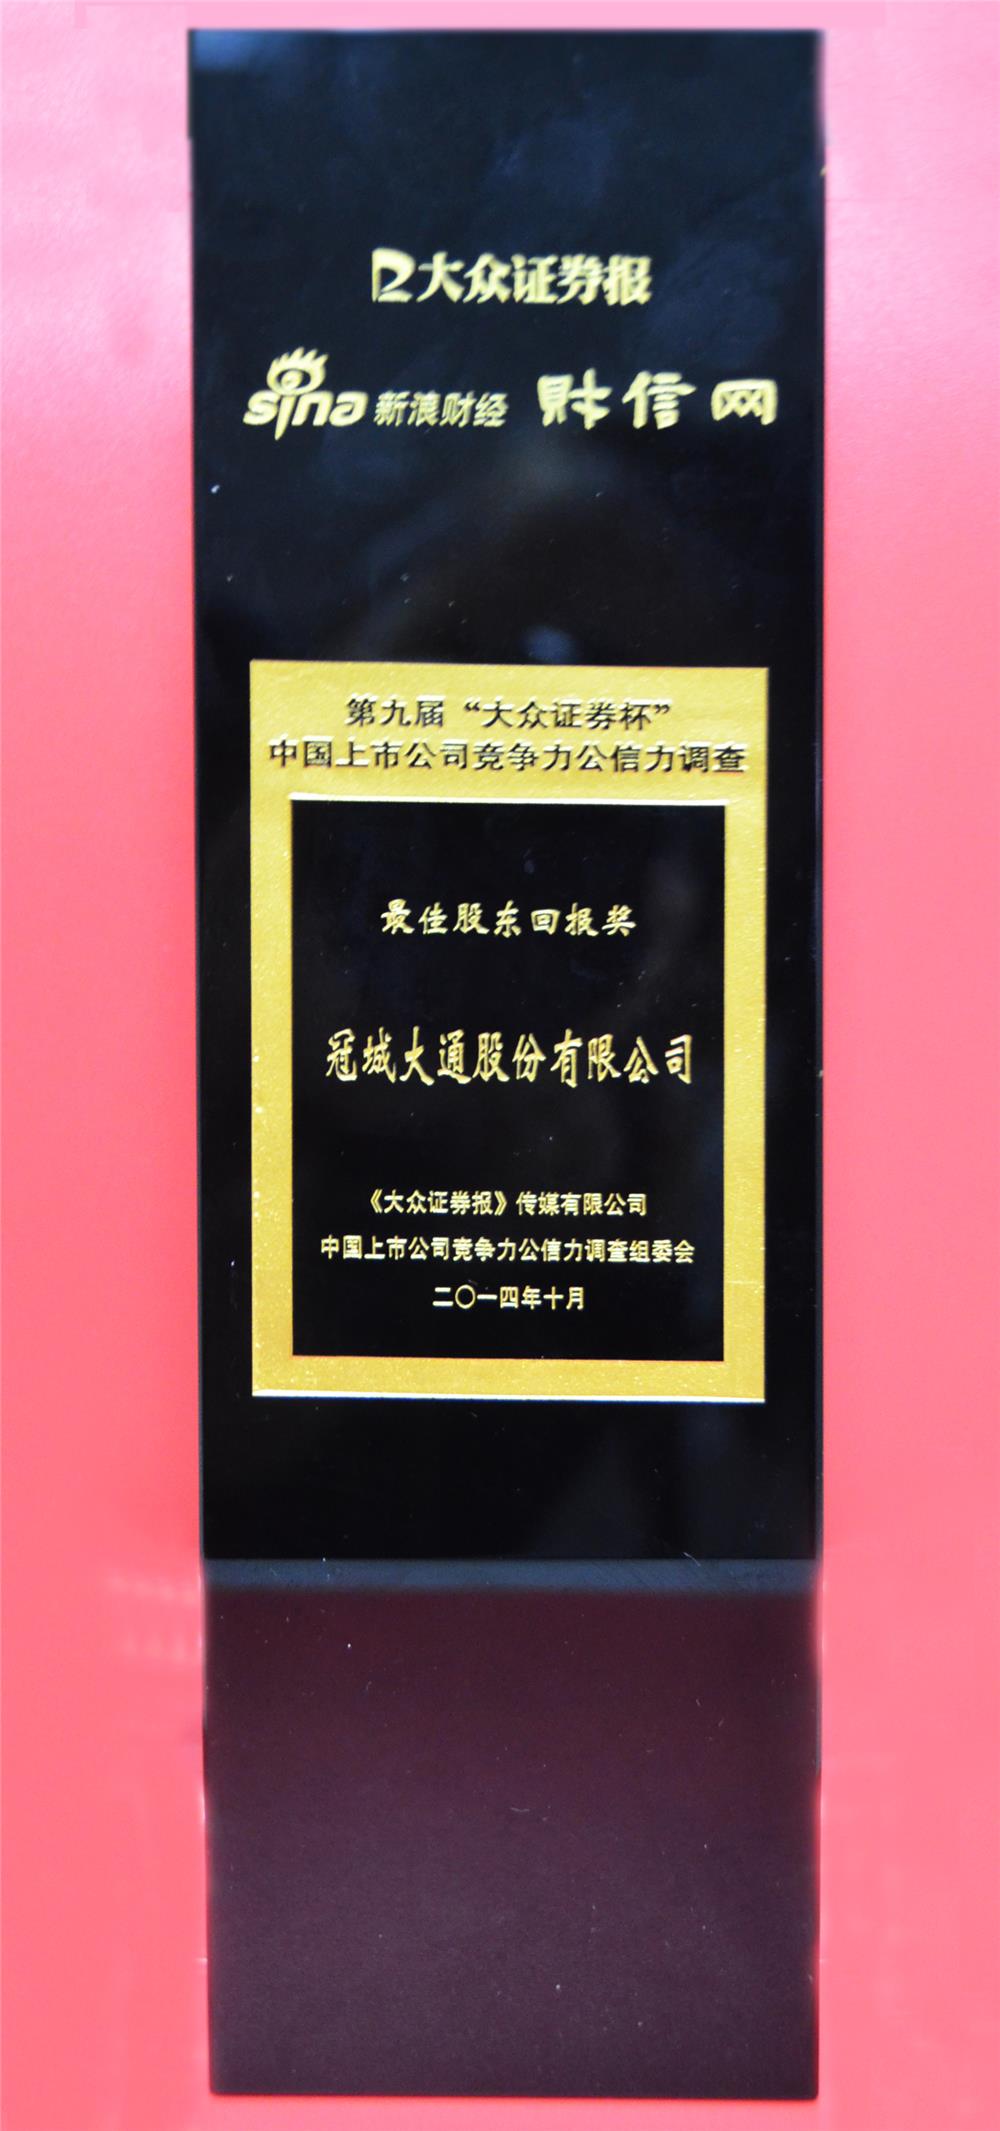 大众证券报
sina 新浪财经 财信网
第九届“大众证券杯”
中国上市公司竞争力公信力调查
最佳股东回报奖
冠城大通股份有限公司
《大众证券报》传媒有限公司
中国上市公司竞争力公信力调查组委会
二〇一四年十月